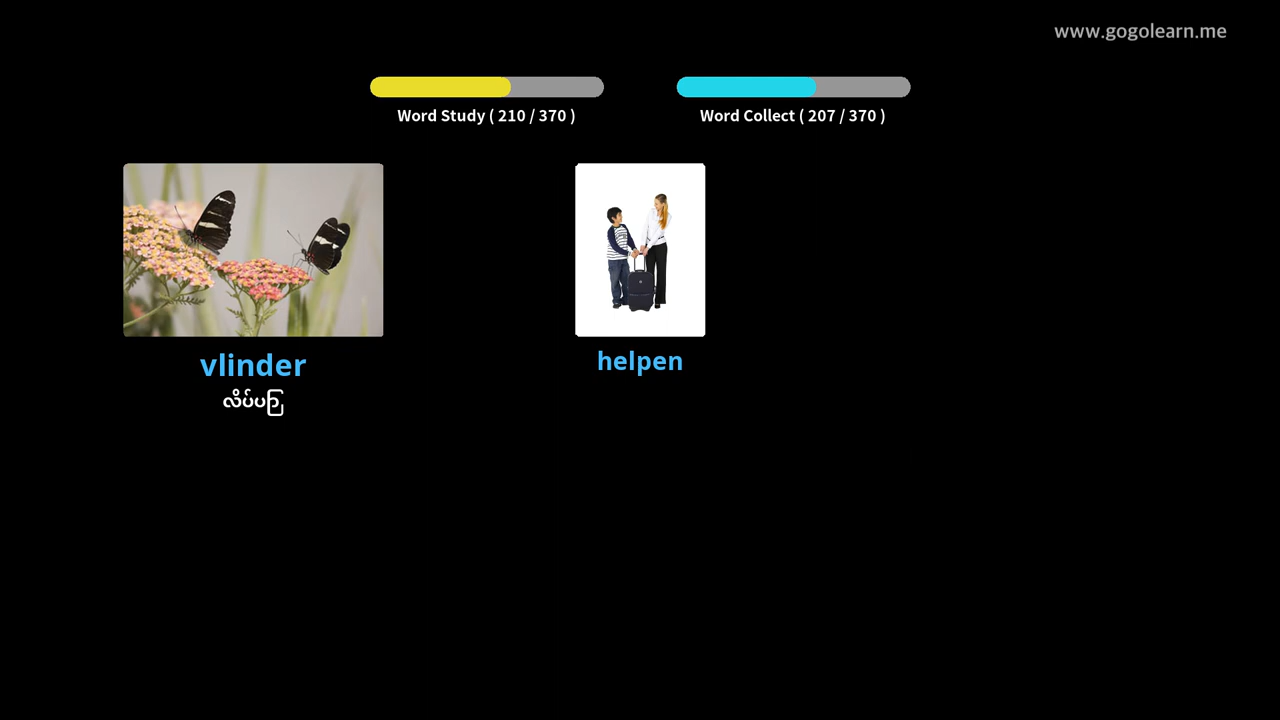 www.gogolearn.me
Word Study ( 210 / 370 )
Word Collect ( 207 / 370 )
vlinder
လိပ်ပြာ
helpen